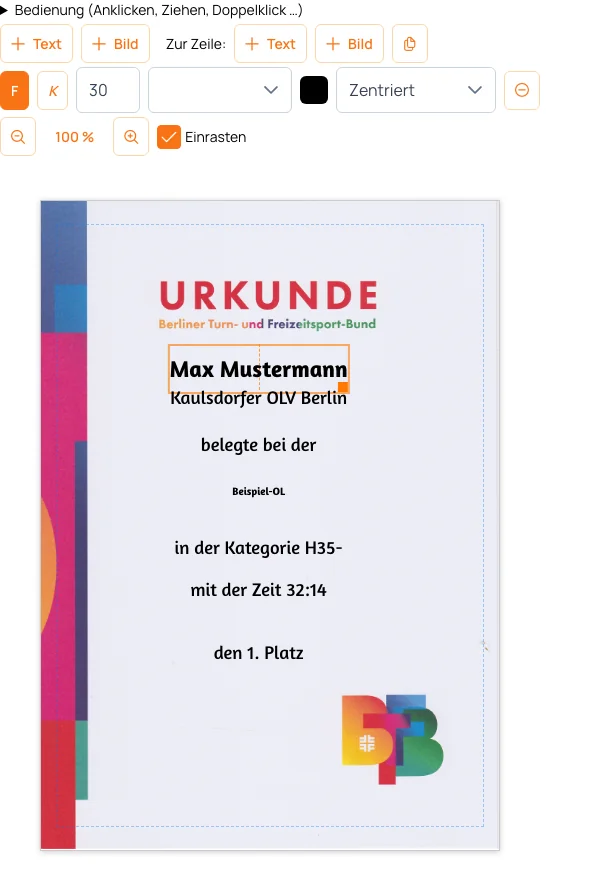 Bedienung (Anklicken, Ziehen, Doppelklick ...)
Text Bild Zur Zeile: Text Bild
F K 30 Zentriert
100 % Einrasten
URKUNDE
Berliner Turn- und Freizeitsport-Bund
Max Mustermann
Kaulsdorfer OLV Berlin
belegte bei der
Beispiel-OL
in der Kategorie H35-
mit der Zeit 32:14
den 1. Platz
BTB